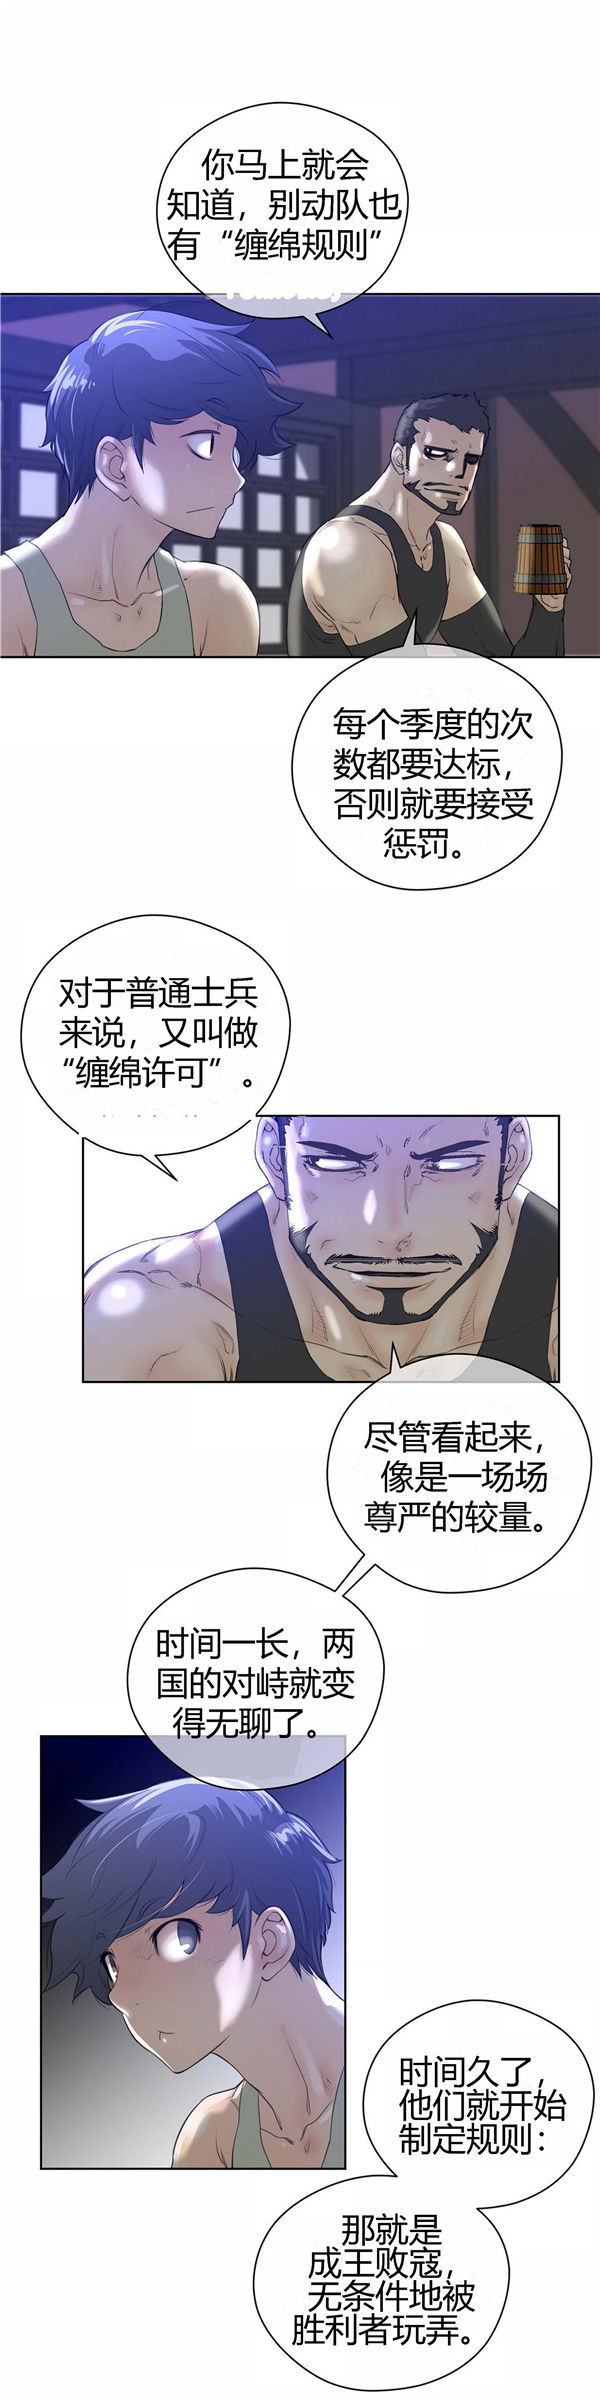 你马上就会
知道，别动队也
有“缠绵规则”
每个季度的次
数都要达标，
否则就要接受
惩罚。
对于普通士兵
来说，又叫做
“缠绵许可”。
尽管看起来，
像是一场场
尊严的较量。
时间一长，两
国的对峙就变
得无聊了。
时间久了，
他们就开始
制定规则：
那就是
成王败寇，
无条件地被
胜利者玩弄。